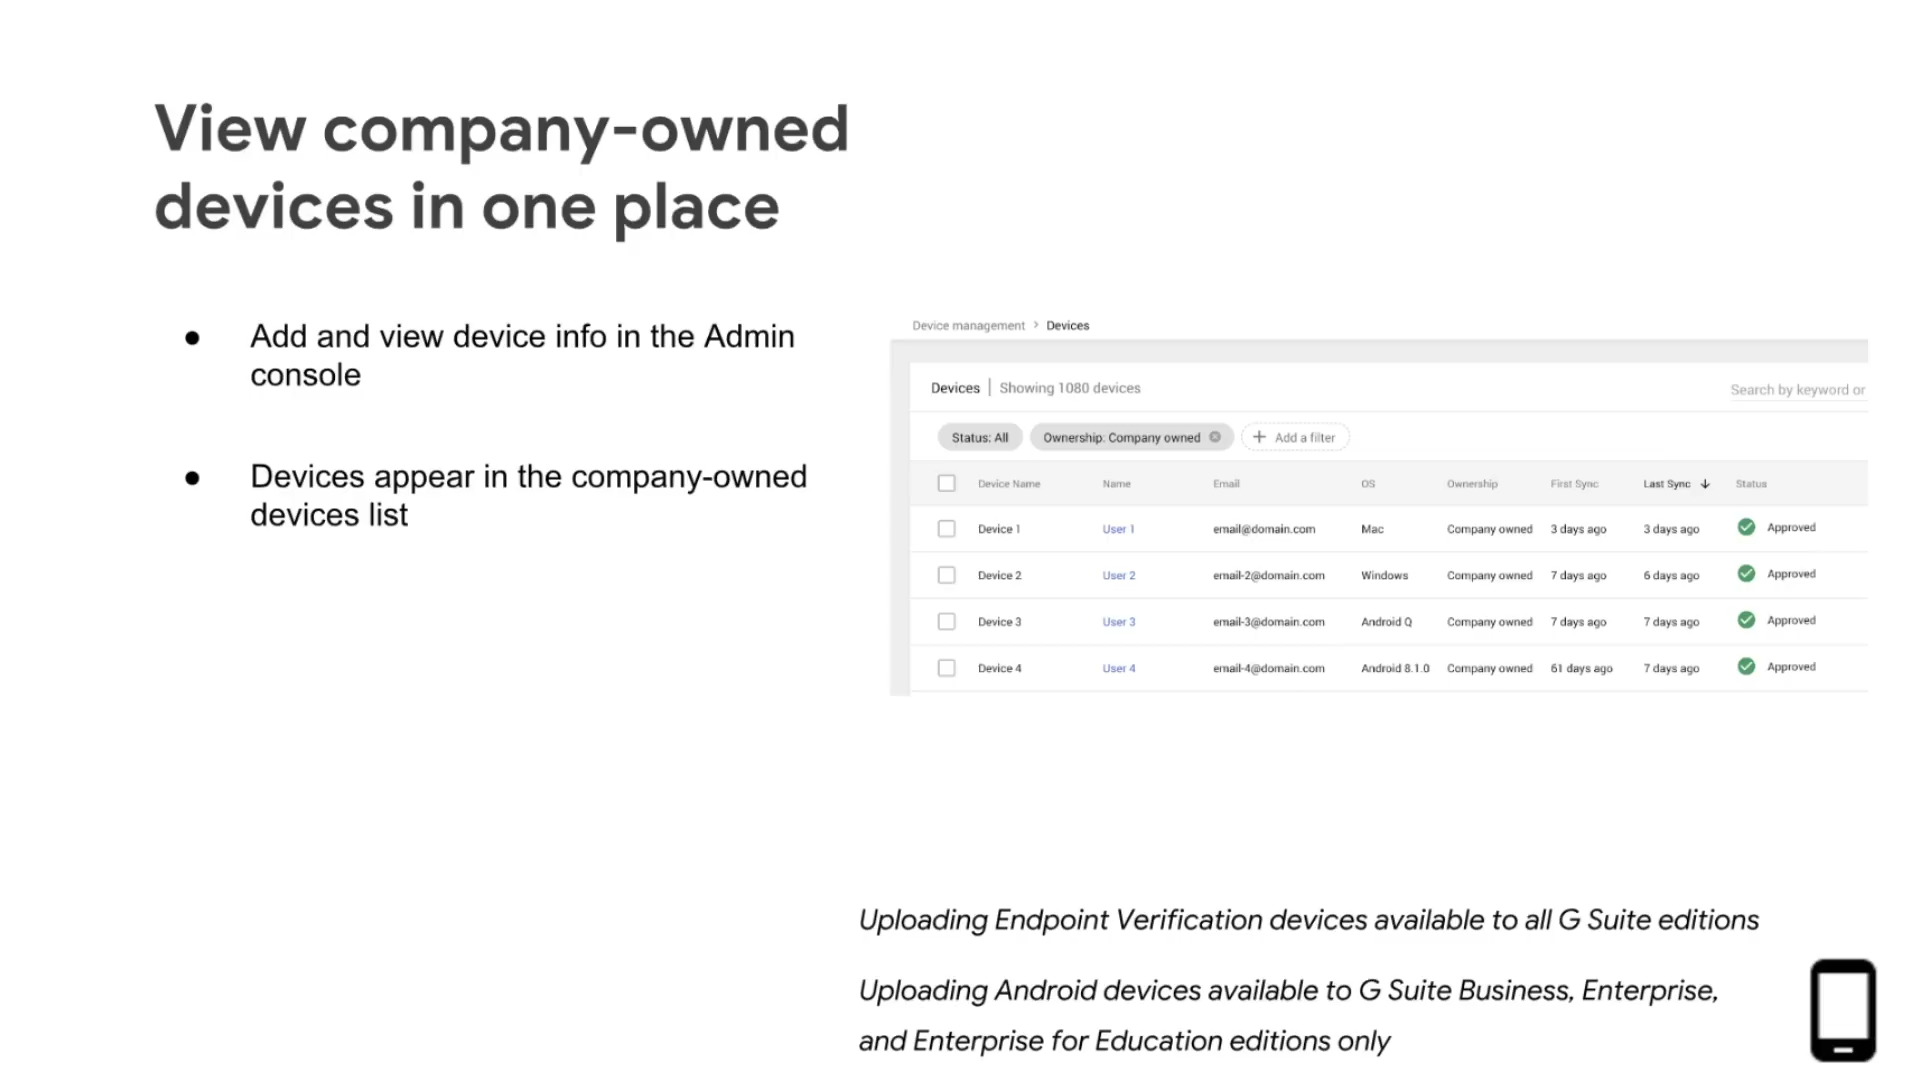 View company-owned
devices in one place
● Add and view device info in the Admin
console
● Devices appear in the company-owned
devices list
Device management > Devices
Devices | Showing 1080 devices
Search by keyword or
Status: All Ownership: Company owned + Add a filter
Device Name Name Email OS Ownership First Sync Last Sync ↓ Status
Device 1 User 1 email@domain.com Mac Company owned 3 days ago 3 days ago Approved
Device 2 User 2 email-2@domain.com Windows Company owned 7 days ago 6 days ago Approved
Device 3 User 3 email-3@domain.com Android Q Company owned 7 days ago 7 days ago Approved
Device 4 User 4 email-4@domain.com Android 8.1.0 Company owned 61 days ago 7 days ago Approved
Uploading Endpoint Verification devices available to all G Suite editions
Uploading Android devices available to G Suite Business, Enterprise,
and Enterprise for Education editions only